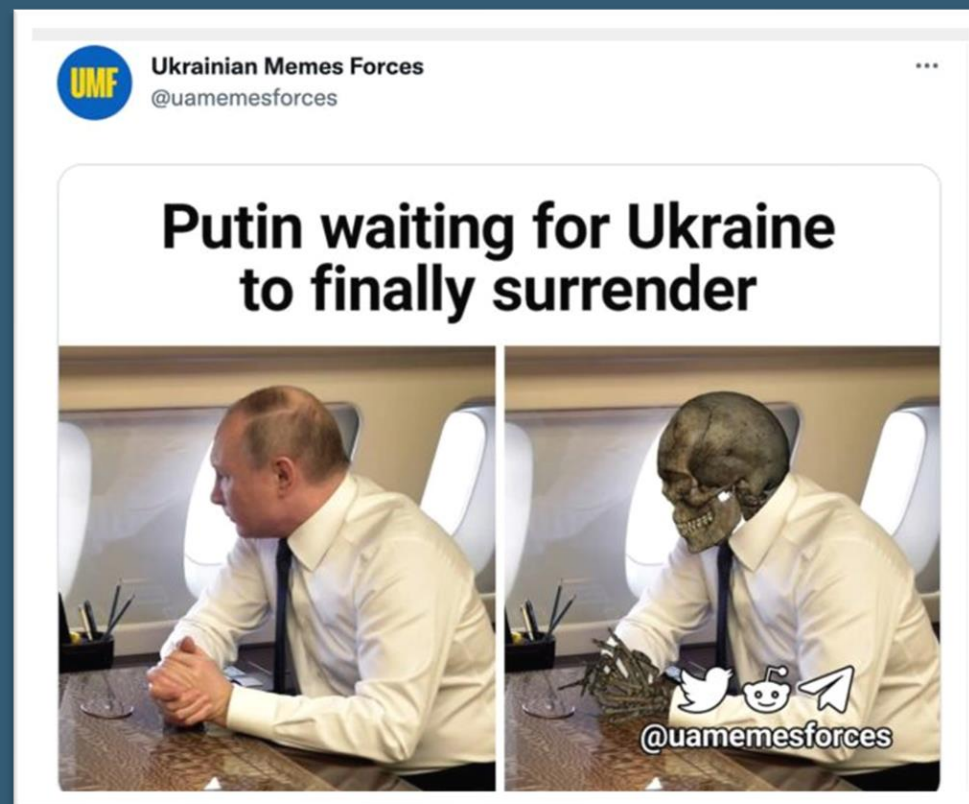 UMF
Ukrainian Memes Forces
@uamemesforces
Putin waiting for Ukraine
to finally surrender
@uamemesforces